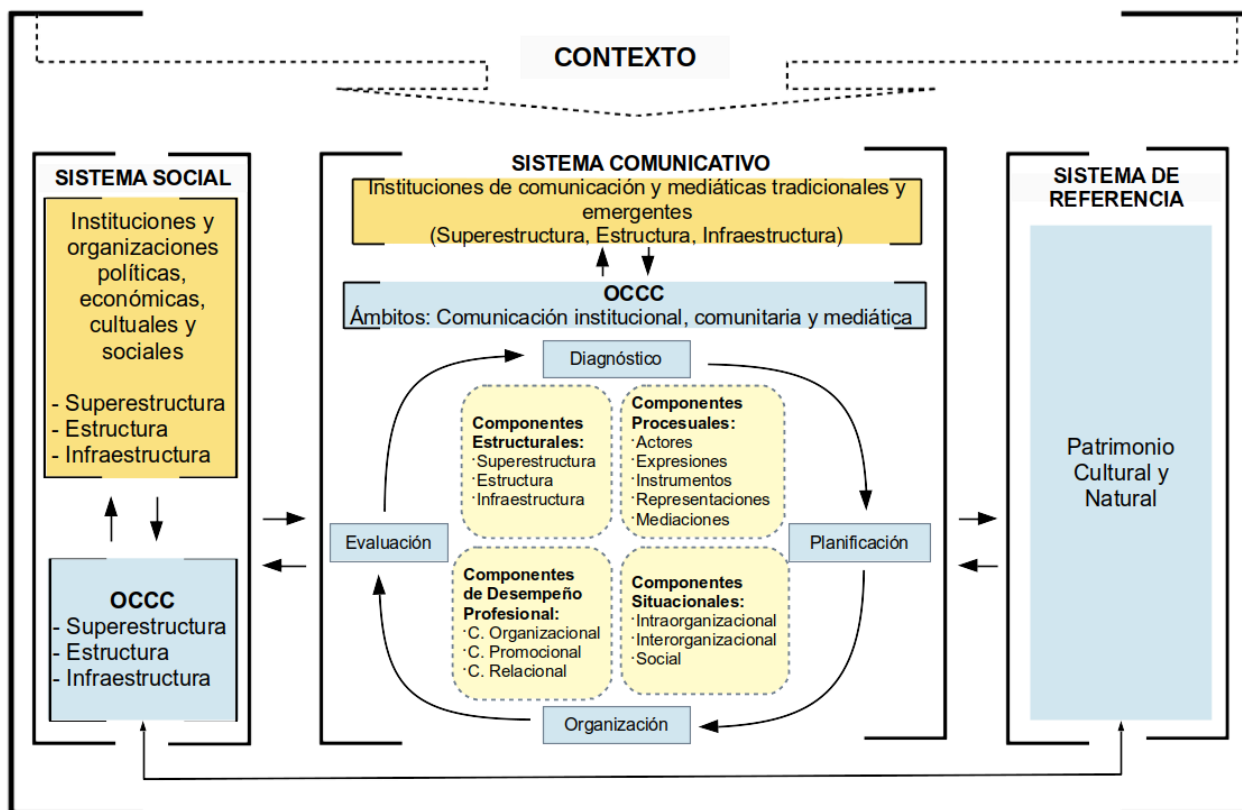 CONTEXTO
SISTEMA SOCIAL
Instituciones y
organizaciones
políticas,
económicas,
cultuales y
sociales
- Superestructura
- Estructura
- Infraestructura
OCCC
- Superestructura
- Estructura
- Infraestructura
SISTEMA COMUNICATIVO
Instituciones de comunicación y mediáticas tradicionales y
emergentes
(Superestructura, Estructura, Infraestructura)
OCCC
Ámbitos: Comunicación institucional, comunitaria y mediática
Diagnóstico
Componentes
Estructurales:
·Superestructura
·Estructura
·Infraestructura
Componentes
Procesuales:
·Actores
·Expresiones
·Instrumentos
·Representaciones
·Mediaciones
Evaluación
Planificación
Componentes
de Desempeño
Profesional:
·C. Organizacional
·C. Promocional
·C. Relacional
Componentes
Situacionales:
·Intraorganizacional
·Interorganizacional
·Social
Organización
SISTEMA DE
REFERENCIA
Patrimonio
Cultural y
Natural